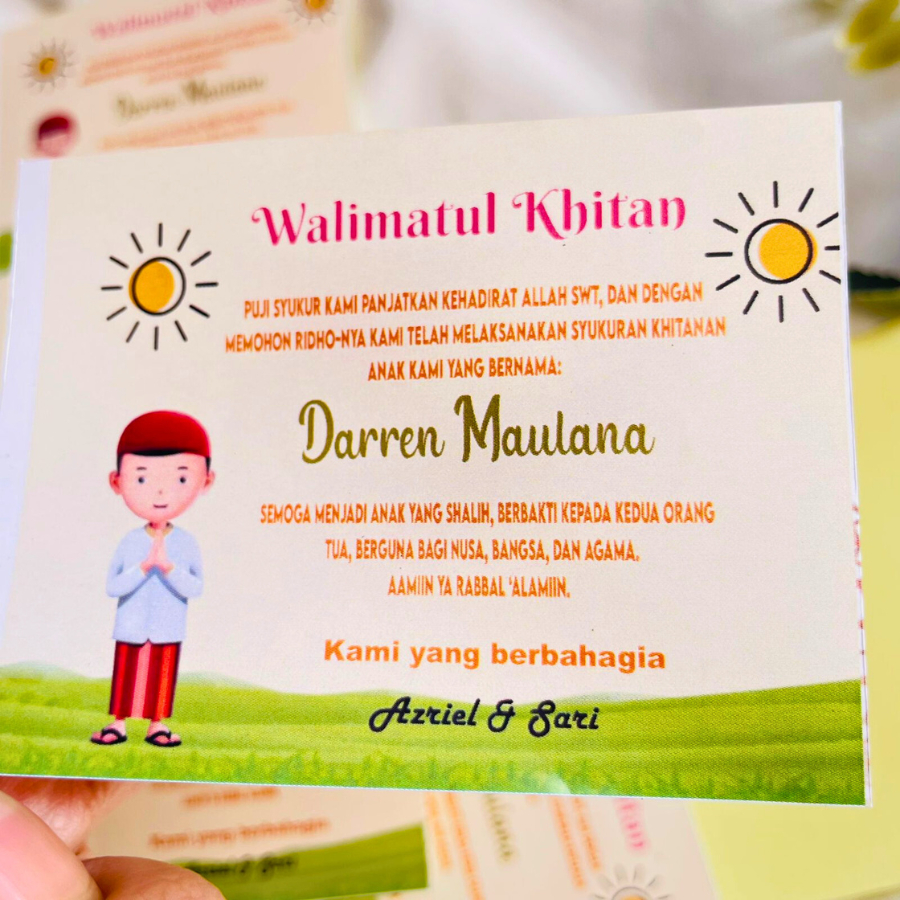 Walimatul Khitan
PUJI SYUKUR KAMI PANJATKAN KEHADIRAT ALLAH SWT, DAN DENGAN
MEMOHON RIDHO-NYA KAMI TELAH MELAKSANAKAN SYUKURAN KHITANAN
ANAK KAMI YANG BERNAMA:
Darren Maulana
SEMOGA MENJADI ANAK YANG SHALIH, BERBAKTI KEPADA KEDUA ORANG
TUA, BERGUNA BAGI NUSA, BANGSA, DAN AGAMA.
AAMIIN YA RABBAL 'ALAMIIN.
Kami yang berbahagia
Azriel & Sari